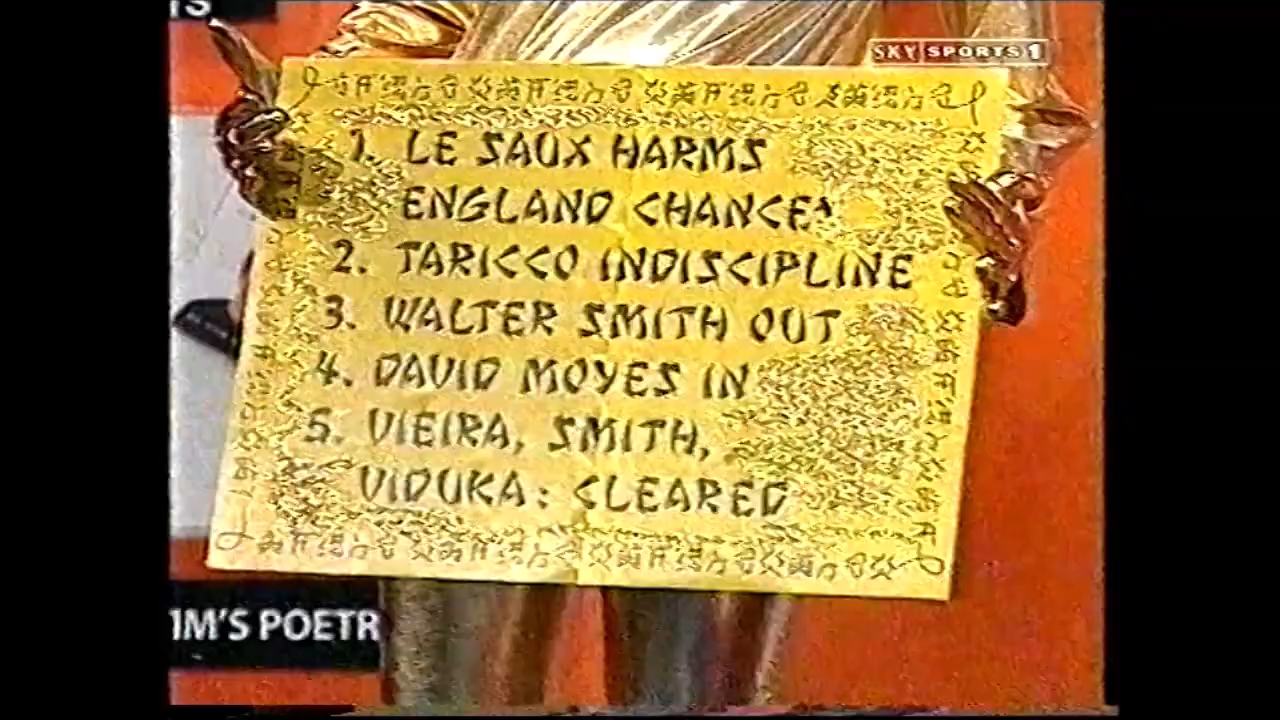 SKY SPORTS 1
1. LE SAUX HARMS
ENGLAND CHANCES
2. TARICCO INDISCIPLINE
3. WALTER SMITH OUT
4. DAVID MOYES IN
5. VIEIRA, SMITH,
VIDUKA: CLEARED
IM'S POETR